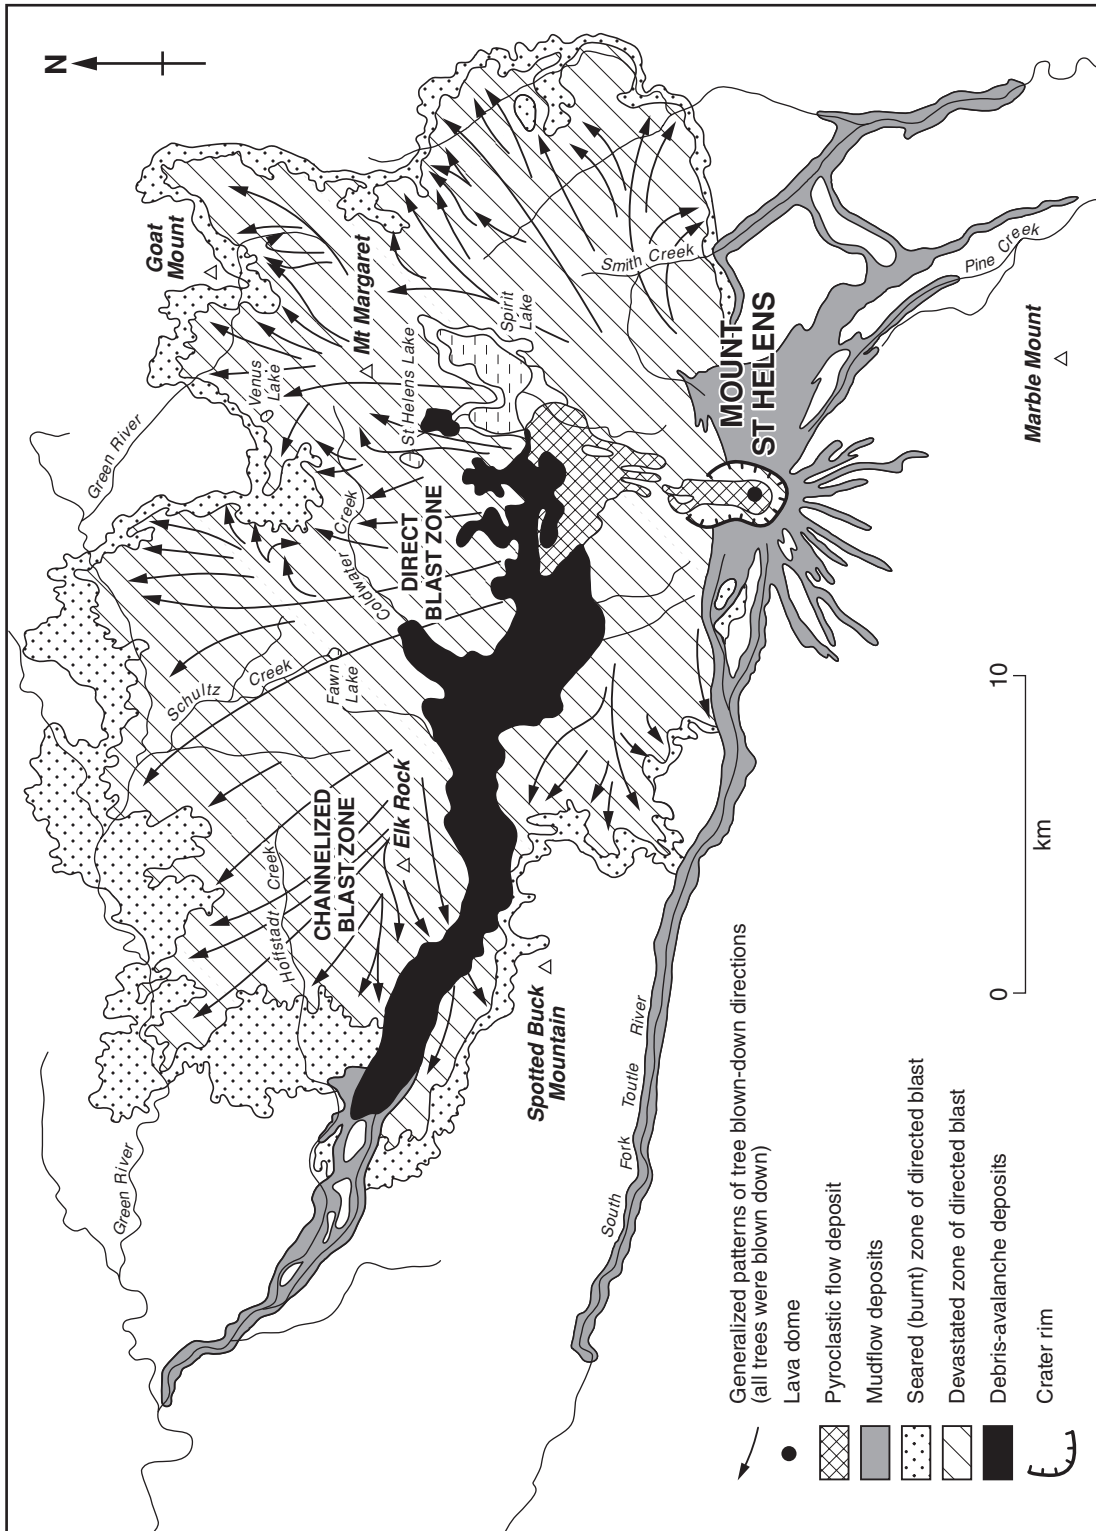 N
Green River
Green River
Goat
Mount
Venus
Lake
Mt Margaret
St Helens Lake
Spirit
Lake
Smith Creek
Pine Creek
MOUNT
ST HELENS
Marble Mount
Coldwater Creek
DIRECT
BLAST ZONE
Schultz Creek
Fawn
Lake
Elk Rock
CHANNELIZED
BLAST ZONE
Hoffstadt Creek
Spotted Buck
Mountain
South Fork Toutle River
0 10
km
Generalized patterns of tree blown-down directions
(all trees were blown down)
Lava dome
Pyroclastic flow deposit
Mudflow deposits
Seared (burnt) zone of directed blast
Devastated zone of directed blast
Debris-avalanche deposits
Crater rim